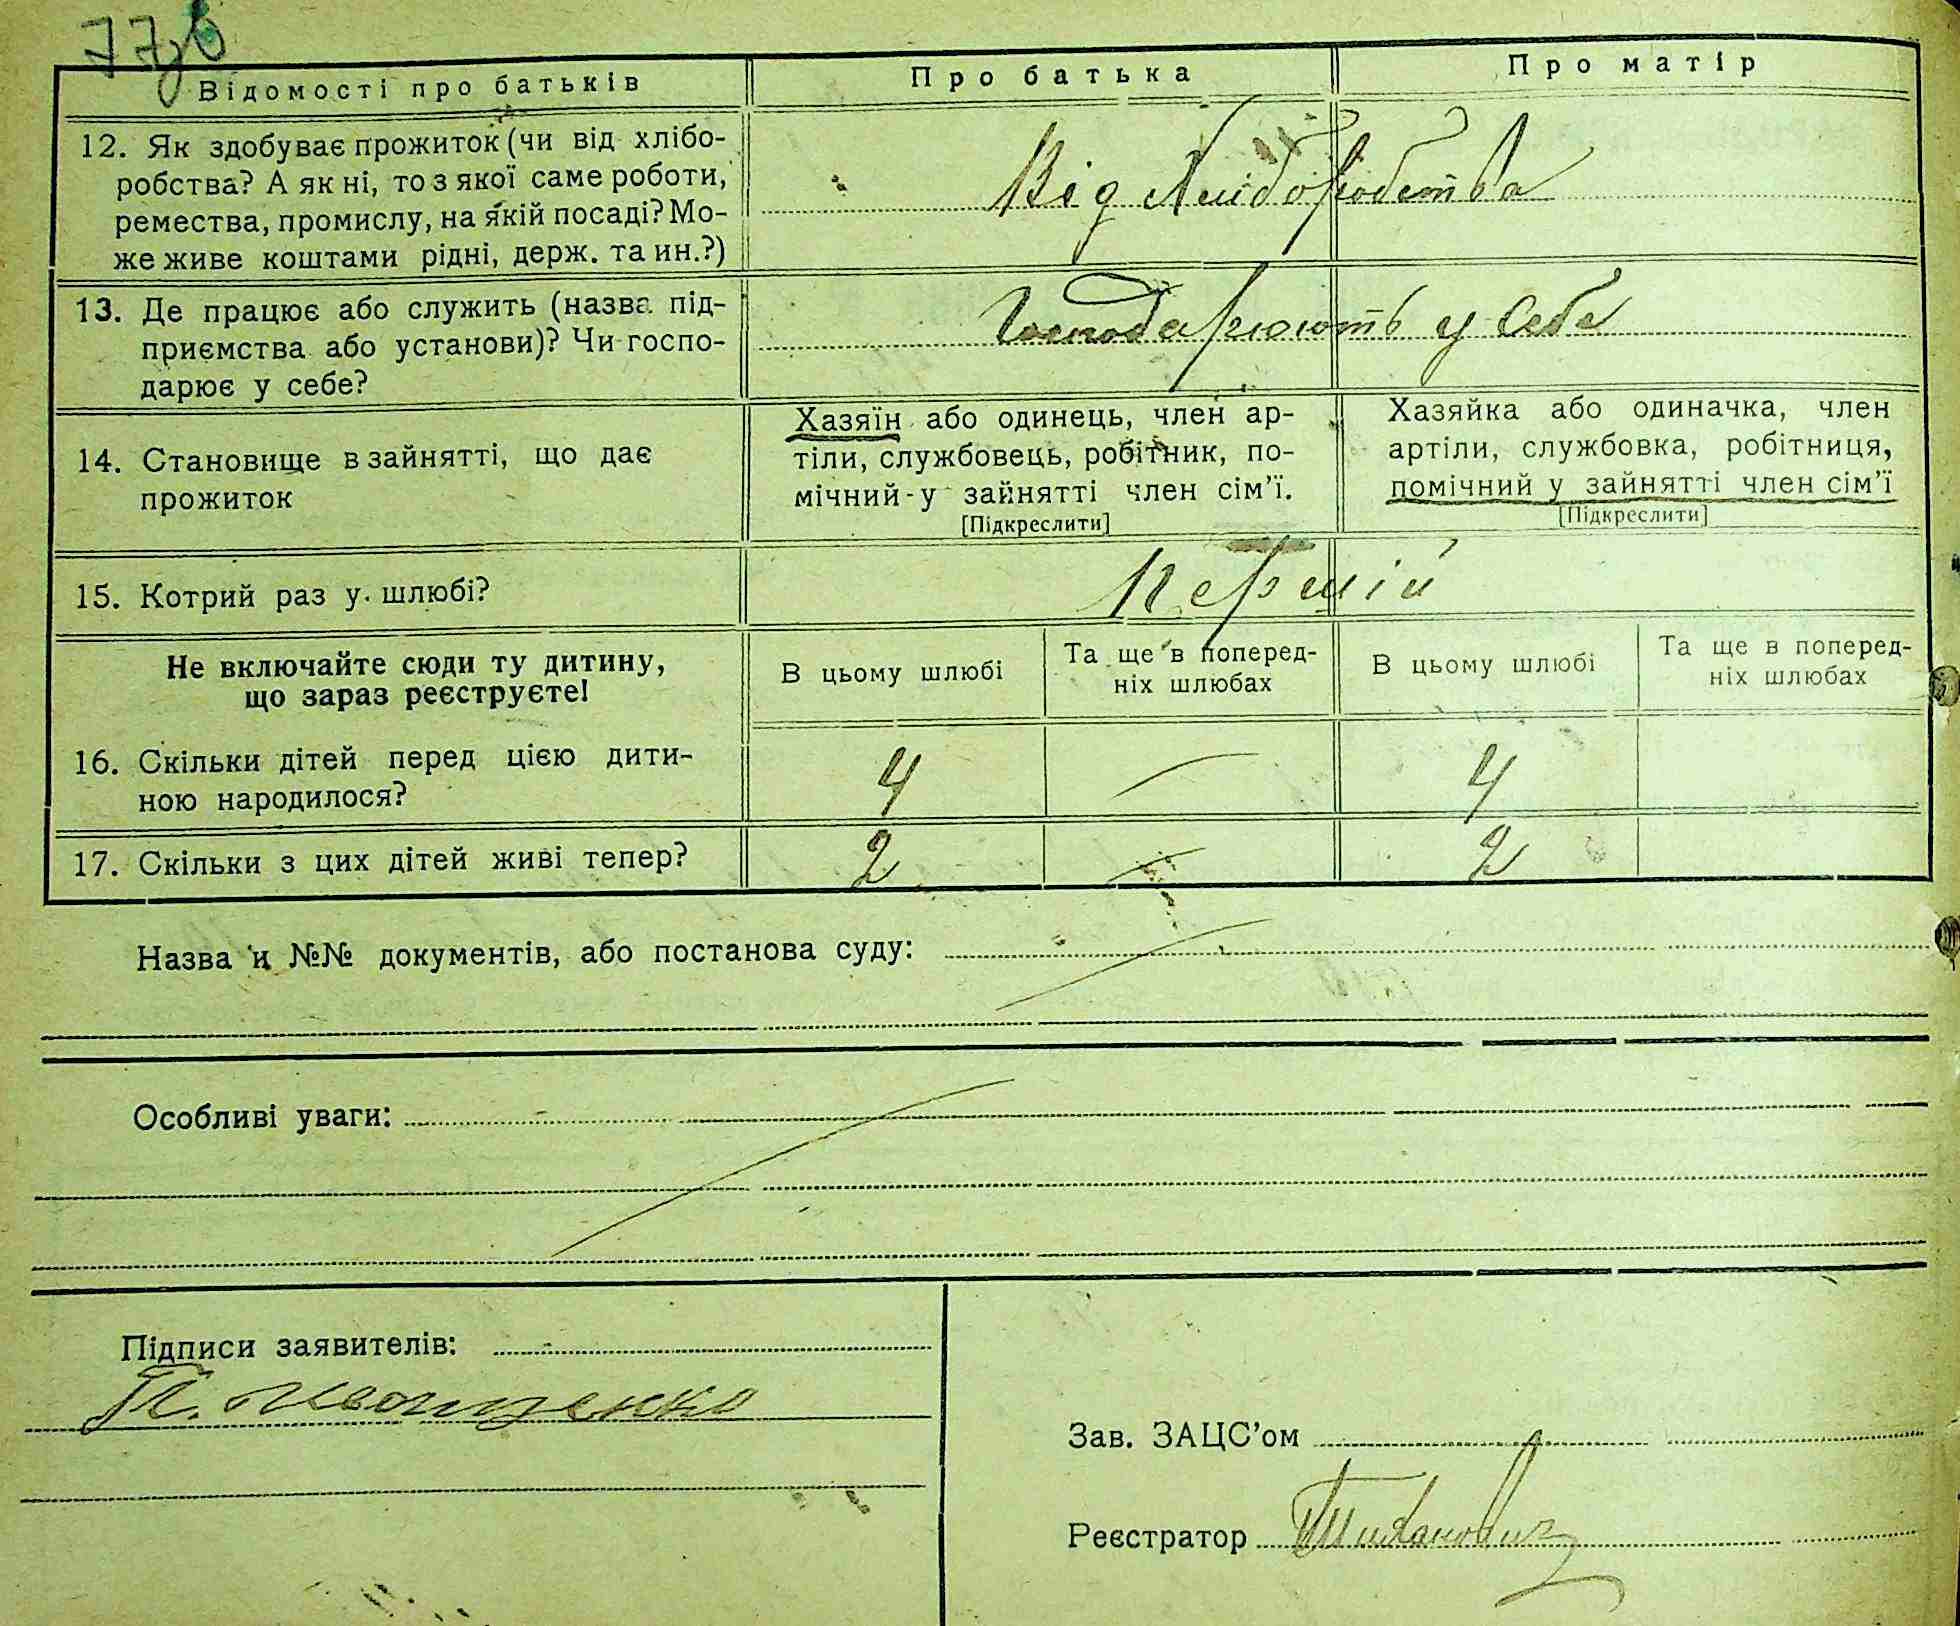 77зв
Відомості про батьків
Про батька
Про матір
12. Як здобуває прожиток (чи від хлібо-
робства? А як ні, то з якої саме роботи,
ремества, промислу, на якій посаді? Мо-
же живе коштами рідні, держ. та ин.?)
Від хліборобства
13. Де працює або служить (назва під-
приємства або установи)? Чи госпо-
дарює у себе?
Господарюють у себе
14. Становище в зайнятті, що дає
прожиток
Хазяїн або одинець, член ар-
тіли, службовець, робітник, по-
мічний у зайнятті член сім'ї.
[Підкреслити]
Хазяйка або одиначка, член
артіли, службовка, робітниця,
помічний у зайнятті член сім'ї
[Підкреслити]
15. Котрий раз у шлюбі?
Першій
Не включайте сюди ту дитину,
що зараз реєструєте!
В цьому шлюбі
Та ще в поперед-
ніх шлюбах
В цьому шлюбі
Та ще в поперед-
ніх шлюбах
16. Скільки дітей перед цією дити-
ною народилося?
4 — 4
17. Скільки з цих дітей живі тепер?
2 — 2
Назва й №№ документів, або постанова суду:
Особливі уваги:
Підписи заявителів:
П. Иващенко
Зав. ЗАЦС'ом
Реєстратор